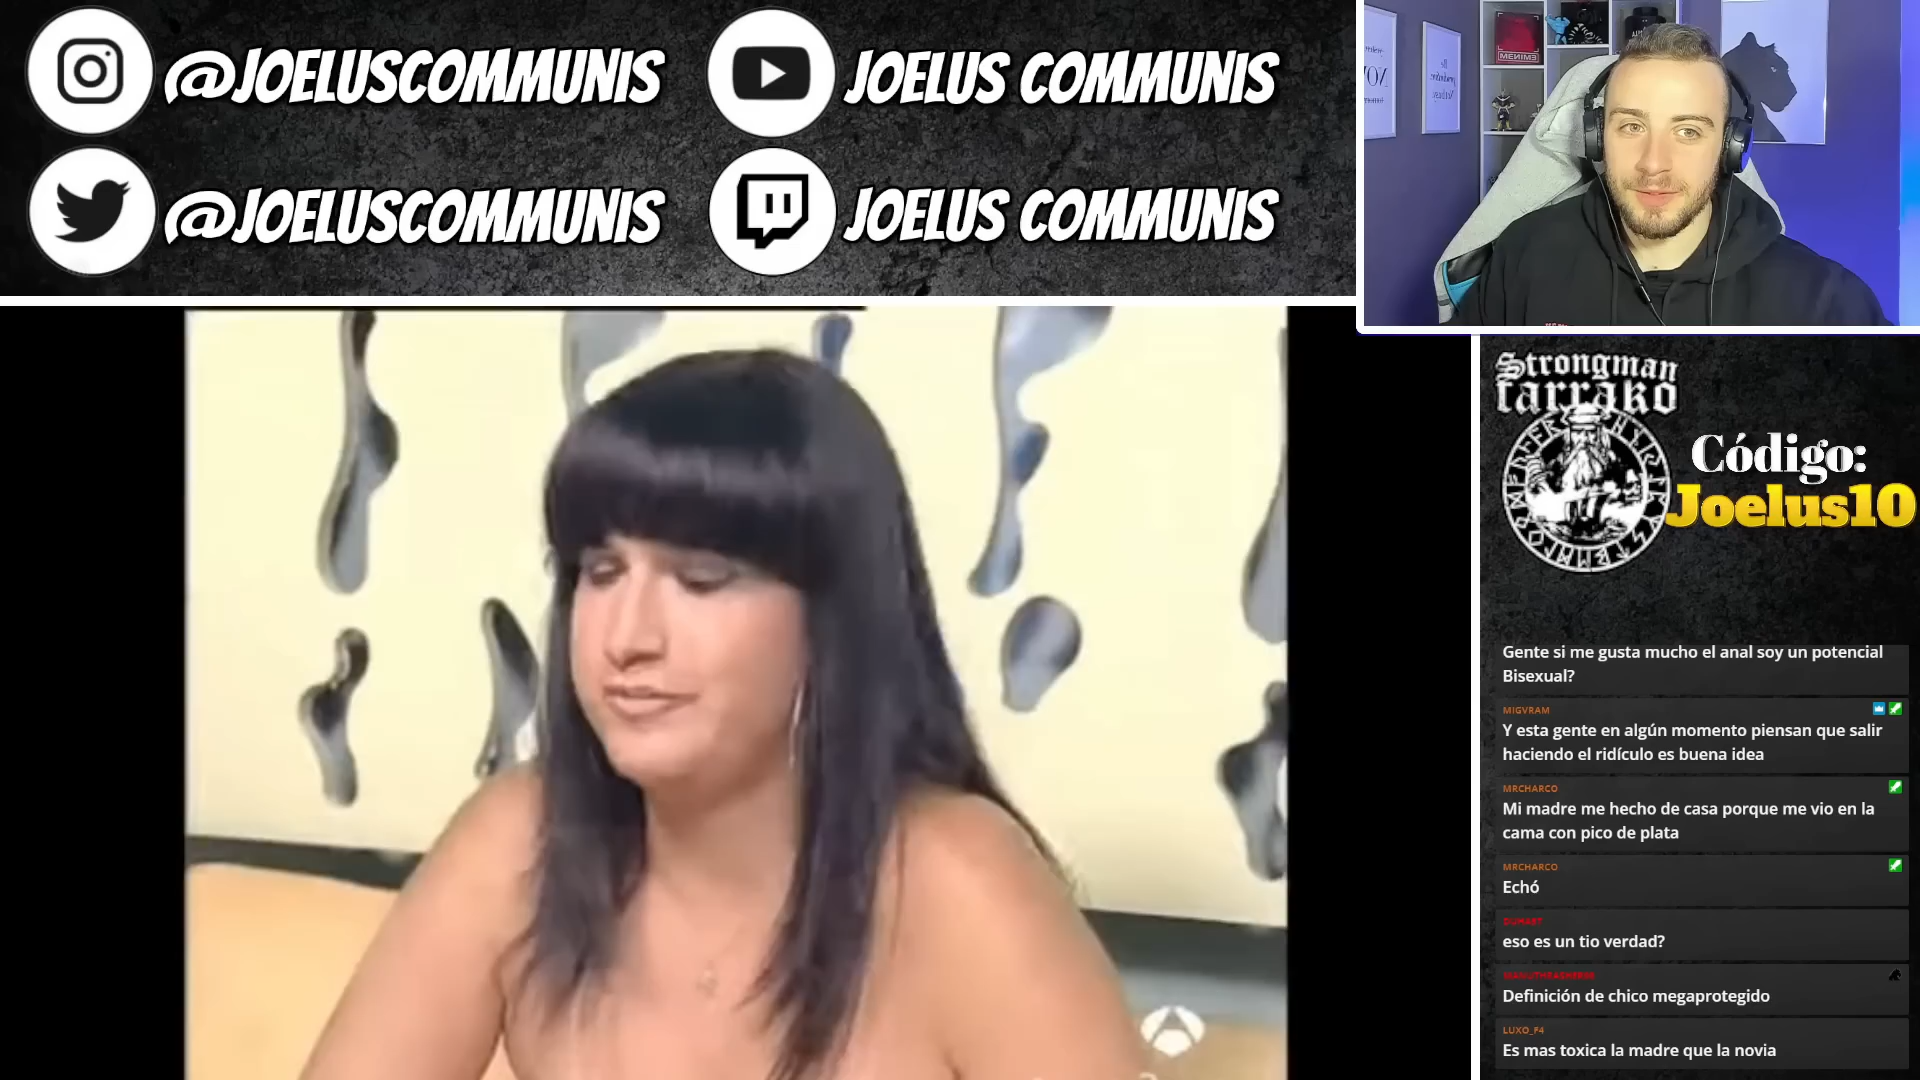 @JOELUSCOMMUNIS
JOELUS COMMUNIS
@JOELUSCOMMUNIS
JOELUS COMMUNIS
Strongman
tarrako
Código:
Joelus10
Gente si me gusta mucho el anal soy un potencial
Bisexual?
MIGVRAM
Y esta gente en algún momento piensan que salir
haciendo el ridículo es buena idea
MRCHARCO
Mi madre me hecho de casa porque me vio en la
cama con pico de plata
MRCHARCO
Echó
eso es un tio verdad?
Definición de chico megaprotegido
LUXO_F4
Es mas toxica la madre que la novia